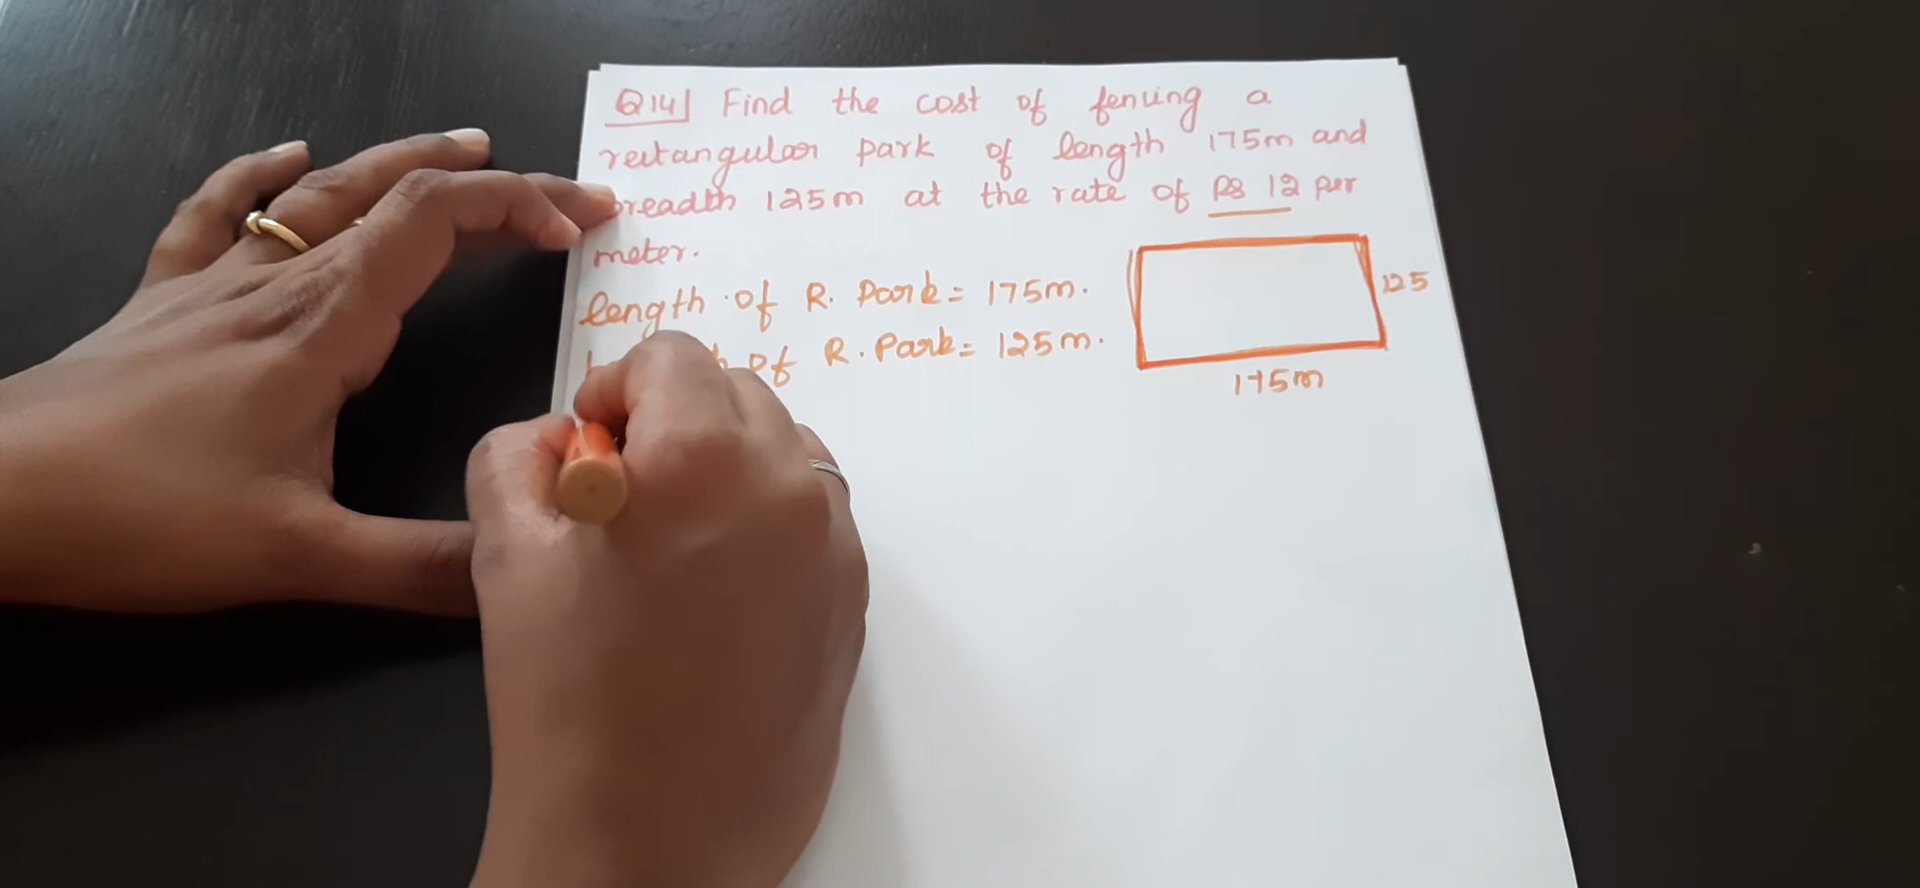 Q14] Find the cost of fencing a
rectangular park of length 175m and
breadth 125m at the rate of Rs 12 per
meter.
length of R. Park = 175m.
of R. Park = 125m.
125
175m